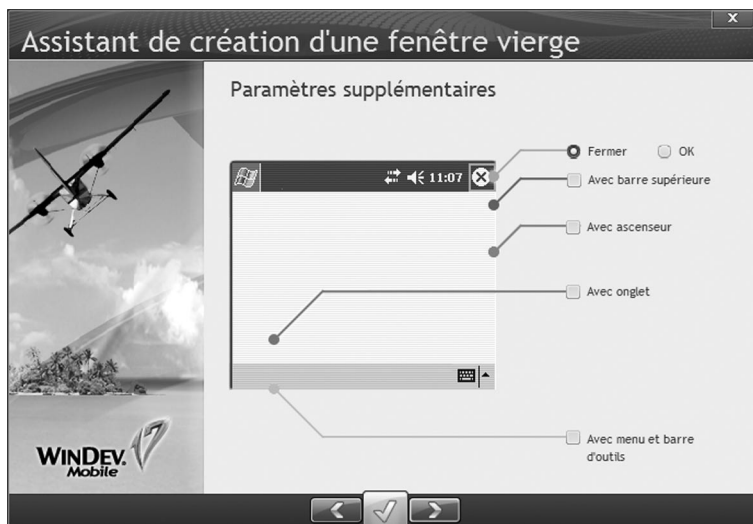 x
Assistant de création d'une fenêtre vierge
Paramètres supplémentaires
11:07
Fermer OK
Avec barre supérieure
Avec ascenseur
Avec onglet
Avec menu et barre
d'outils
WINDEV. 17
Mobile